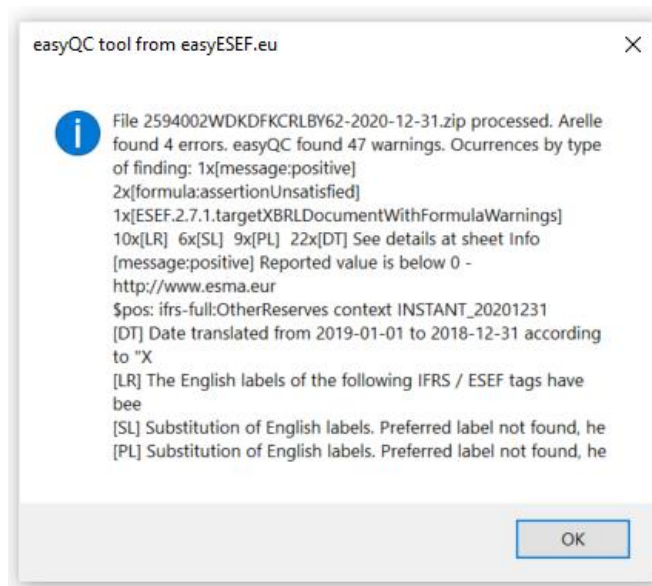 easyQC tool from easyESEF.eu
File 2594002WDKDFKCRLBY62-2020-12-31.zip processed. Arelle
found 4 errors. easyQC found 47 warnings. Ocurrences by type
of finding: 1x[message:positive]
2x[formula:assertionUnsatisfied]
1x[ESEF.2.7.1.targetXBRLDocumentWithFormulaWarnings]
10x[LR] 6x[SL] 9x[PL] 22x[DT] See details at sheet Info
[message:positive] Reported value is below 0 -
http://www.esma.eur
$pos: ifrs-full:OtherReserves context INSTANT_20201231
[DT] Date translated from 2019-01-01 to 2018-12-31 according
to "X
[LR] The English labels of the following IFRS / ESEF tags have
bee
[SL] Substitution of English labels. Preferred label not found, he
[PL] Substitution of English labels. Preferred label not found, he
OK